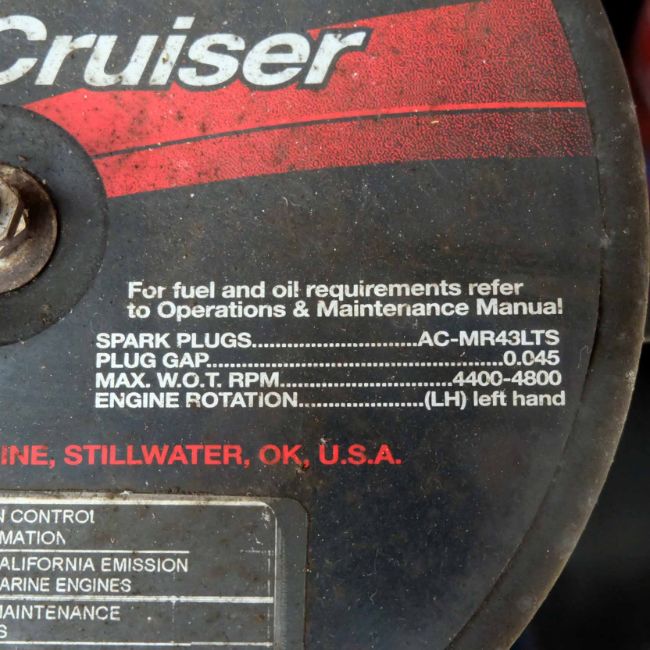 Cruiser
For fuel and oil requirements refer
to Operations & Maintenance Manual
SPARK PLUGS.............................AC-MR43LTS
PLUG GAP....................................................0.045
MAX. W.O.T. RPM..............................4400-4800
ENGINE ROTATION......................(LH) left hand
INE, STILLWATER, OK, U.S.A.
N CONTROL
MATION
ALIFORNIA EMISSION
ARINE ENGINES
MAINTENANCE
S